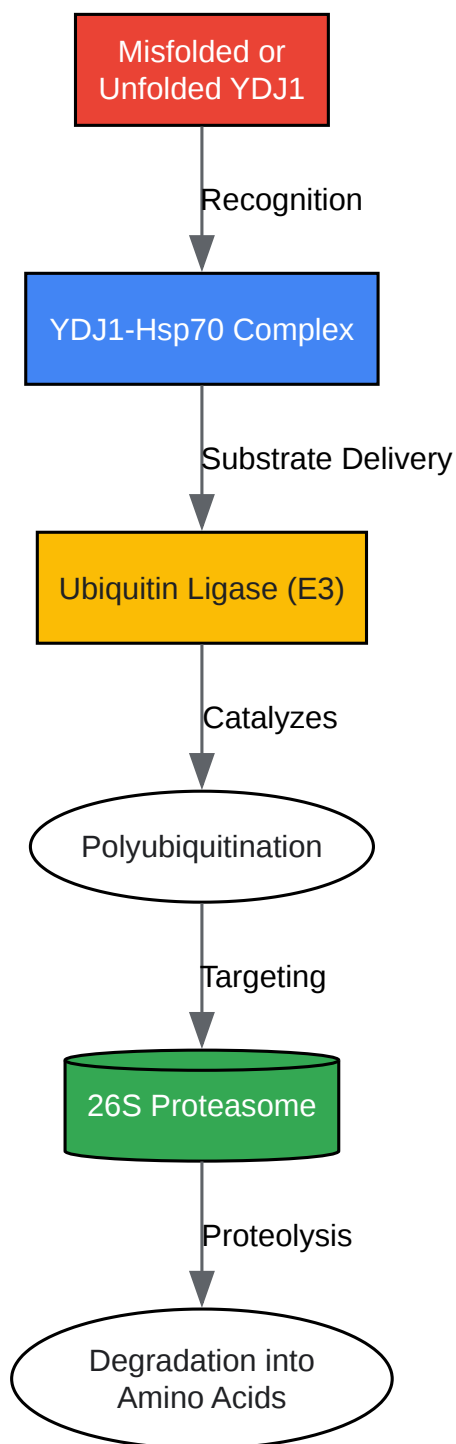 Misfolded or
Unfolded YDJ1
Recognition
YDJ1-Hsp70 Complex
Substrate Delivery
Ubiquitin Ligase (E3)
Catalyzes
Polyubiquitination
Targeting
26S Proteasome
Proteolysis
Degradation into
Amino Acids